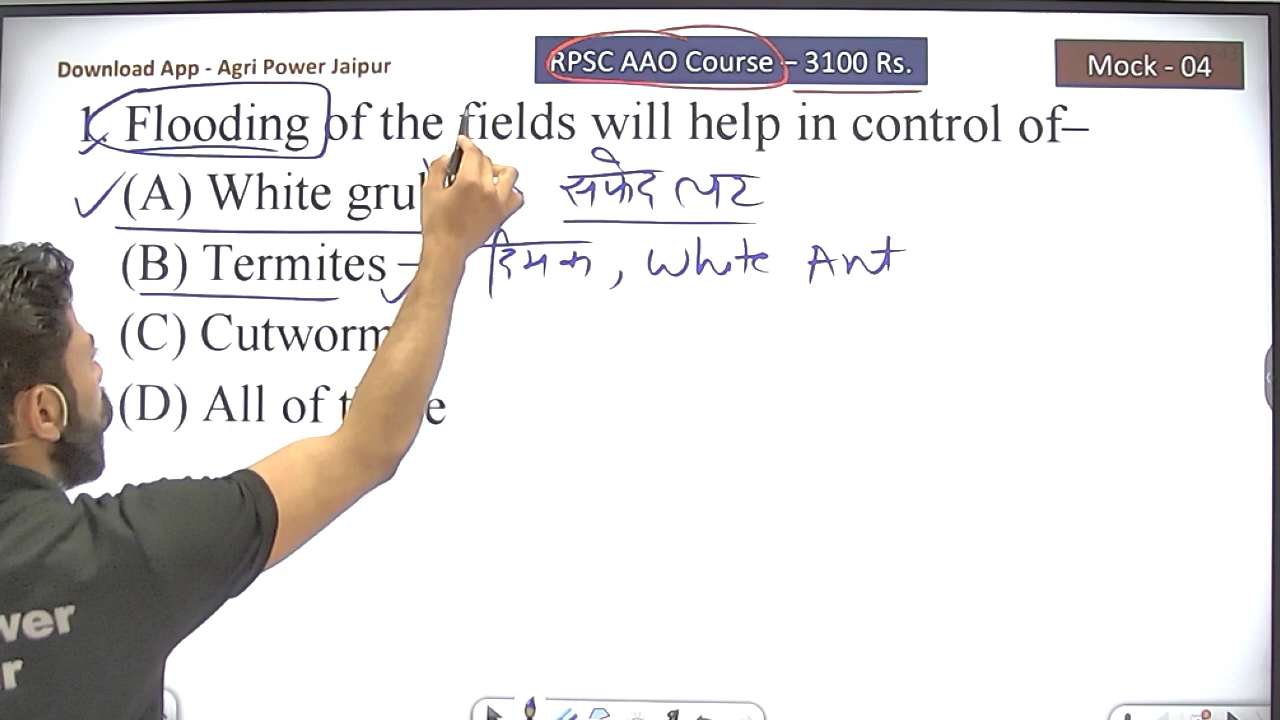 Download App - Agri Power Jaipur
RPSC AAO Course – 3100 Rs.
Mock - 04
1. Flooding of the fields will help in control of–
(A) White gru सफेद लट
(B) Termites – दिमक, White Ant
(C) Cutworm
(D) All of
wer
r